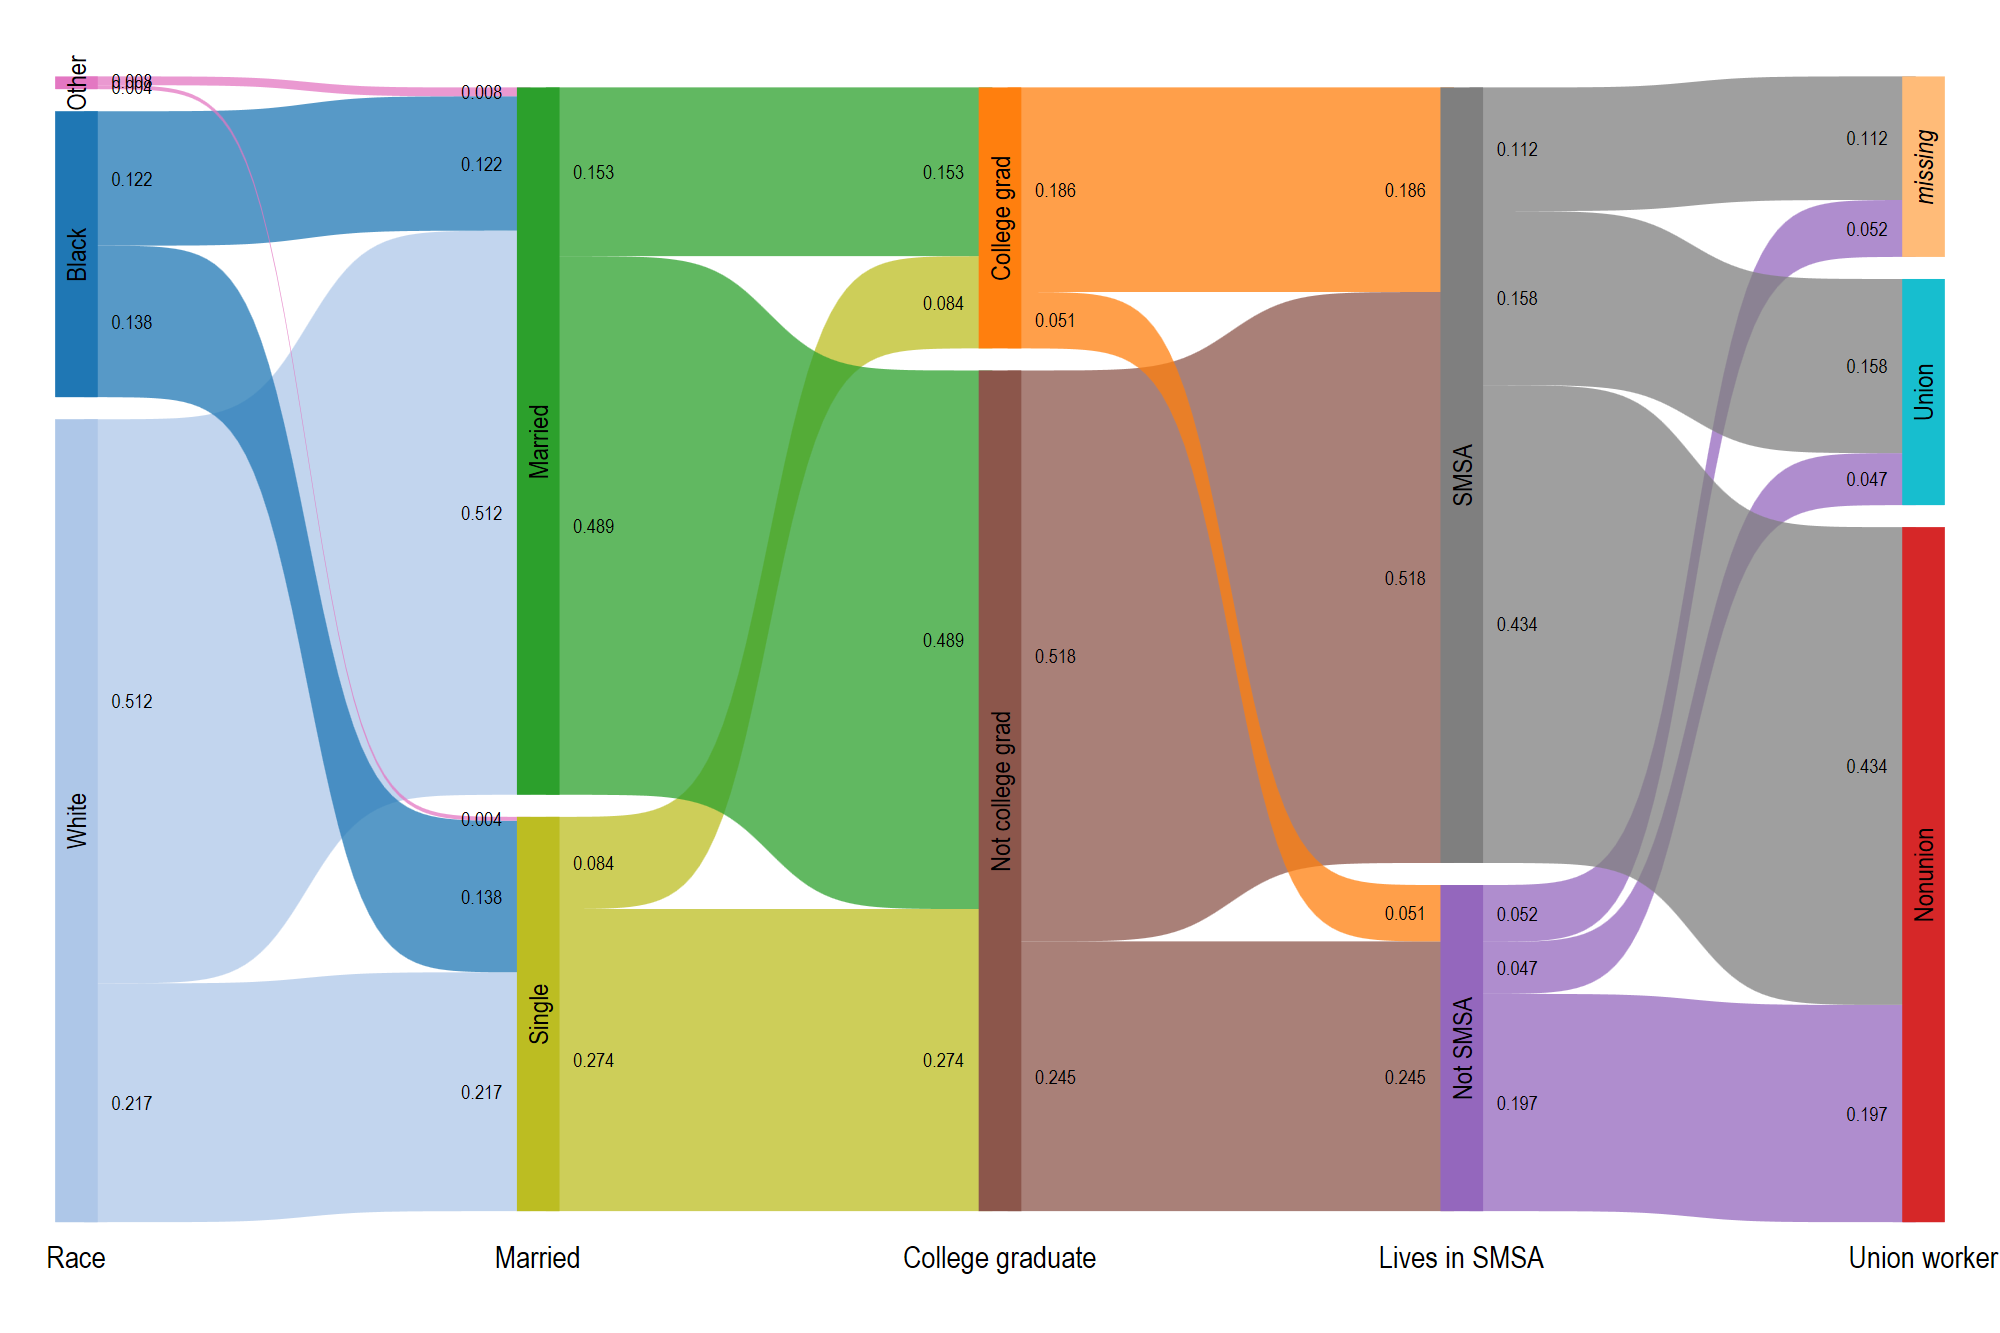 Other
0.008
0.004
Black
0.122
0.138
White
0.512
0.217
0.008
0.122
0.512
Married
0.004
0.138
0.217
Single
0.153
0.489
0.084
0.274
0.153
0.084
College grad
0.489
0.274
Not college grad
0.186
0.051
0.518
0.245
0.186
0.518
SMSA
0.051
0.245
Not SMSA
0.112
0.158
0.434
0.052
0.047
0.197
0.112
0.052
missing
0.158
0.047
Union
0.434
0.197
Nonunion
Race
Married
College graduate
Lives in SMSA
Union worker